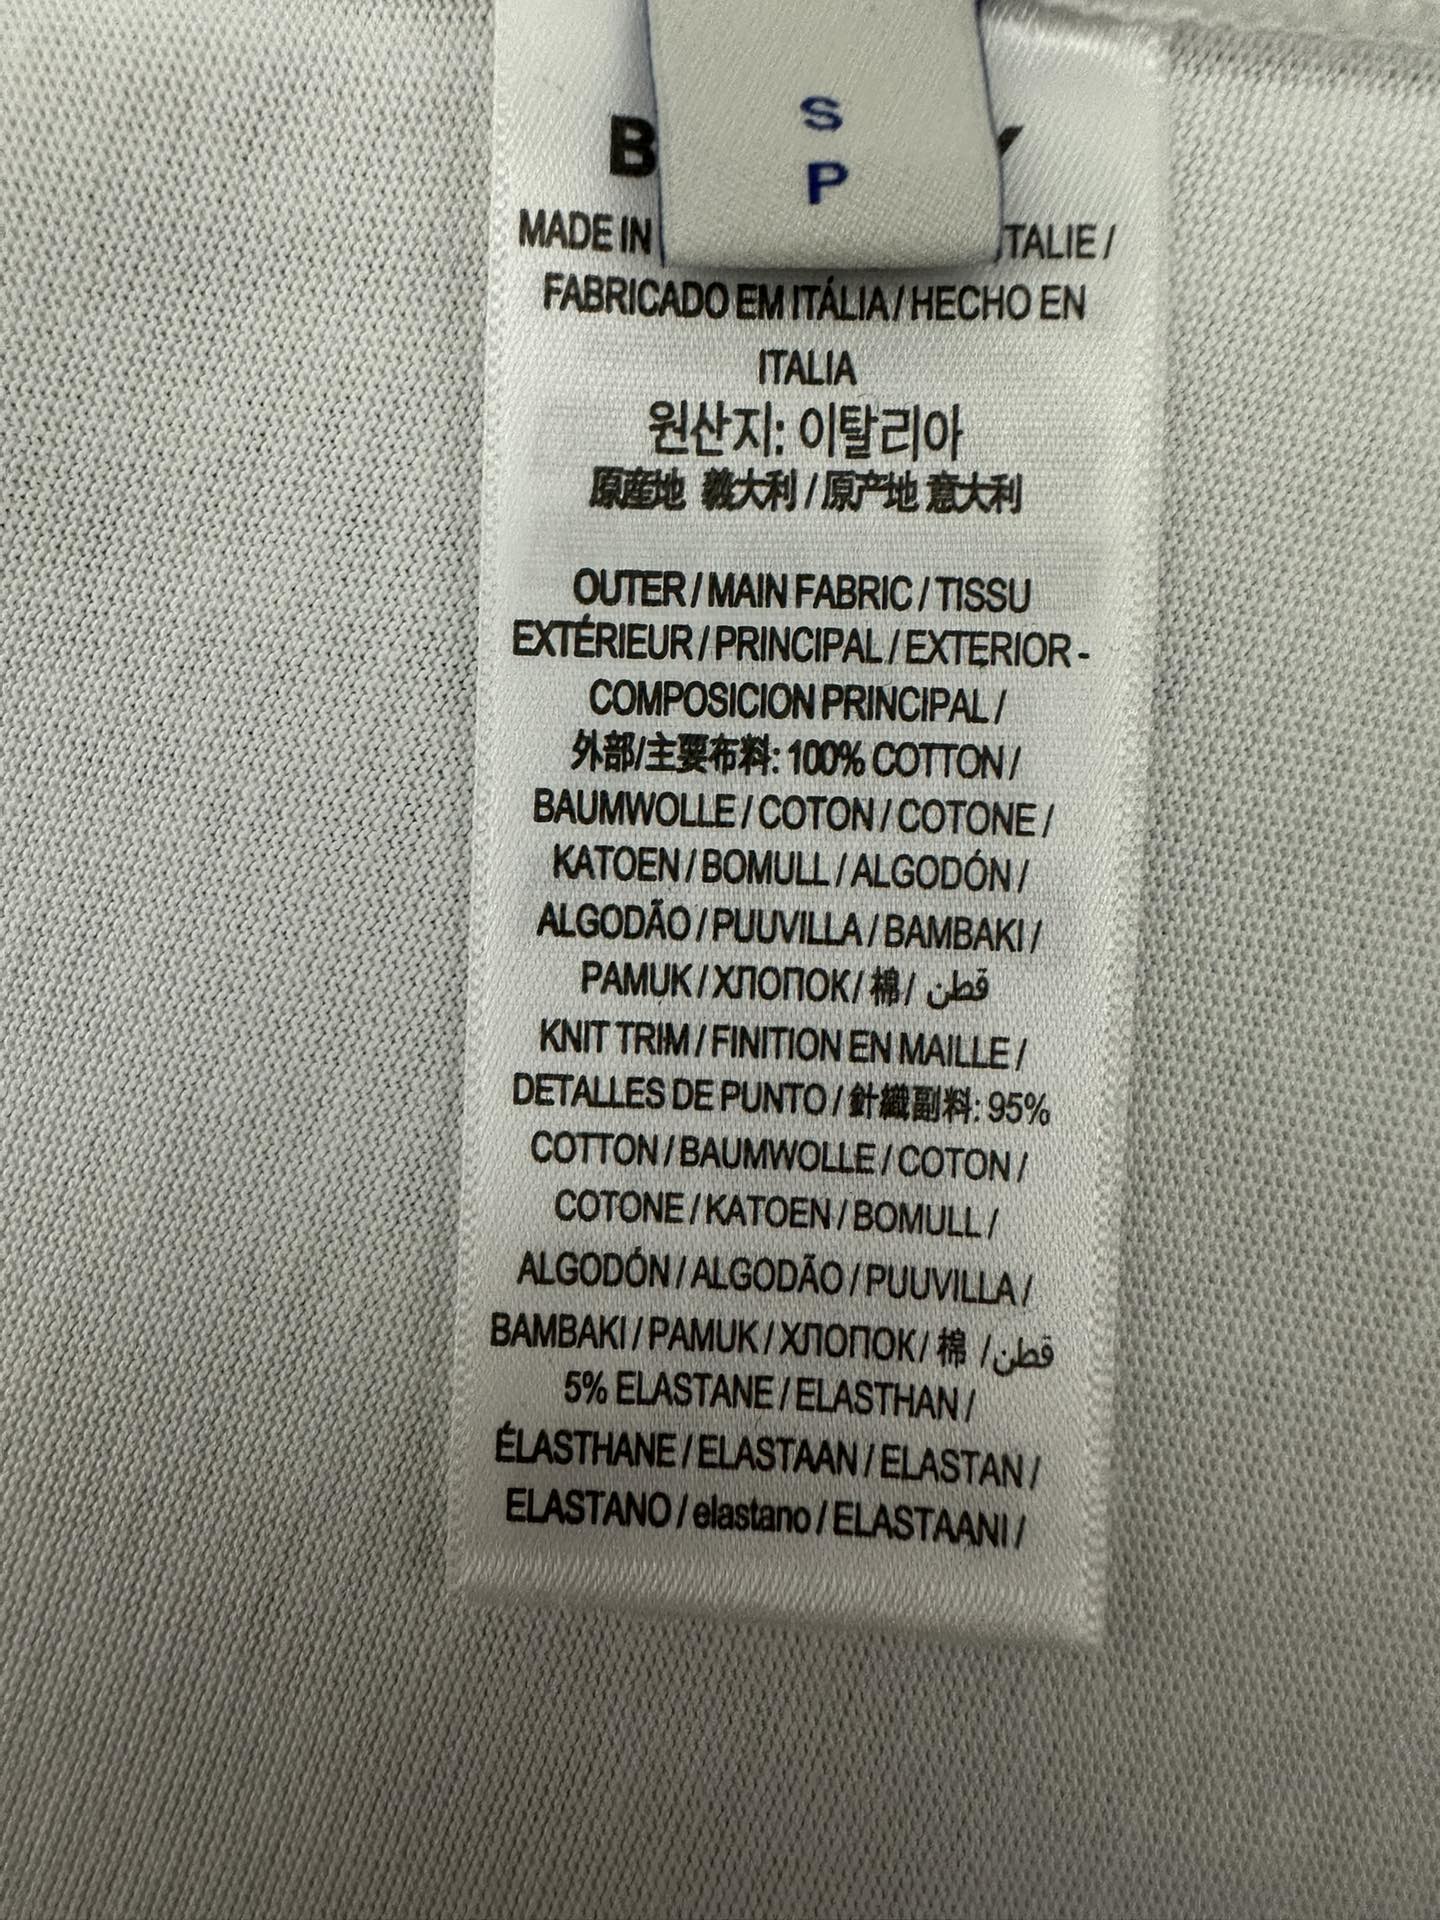 S
P
B Y
MADE IN TALIE /
FABRICADO EM ITÁLIA / HECHO EN
ITALIA
원산지: 이탈리아
原産地 義大利 / 原产地 意大利
OUTER / MAIN FABRIC / TISSU
EXTÉRIEUR / PRINCIPAL / EXTERIOR -
COMPOSICION PRINCIPAL /
外部/主要布料: 100% COTTON /
BAUMWOLLE / COTON / COTONE /
KATOEN / BOMULL / ALGODÓN /
ALGODÃO / PUUVILLA / BAMBAKI /
PAMUK / ХЛОПОК / 棉 / قطن
KNIT TRIM / FINITION EN MAILLE /
DETALLES DE PUNTO / 針織副料: 95%
COTTON / BAUMWOLLE / COTON /
COTONE / KATOEN / BOMULL /
ALGODÓN / ALGODÃO / PUUVILLA /
BAMBAKI / PAMUK / ХЛОПОК / 棉 / قطن
5% ELASTANE / ELASTHAN /
ÉLASTHANE / ELASTAAN / ELASTAN /
ELASTANO / elastano / ELASTAANI /